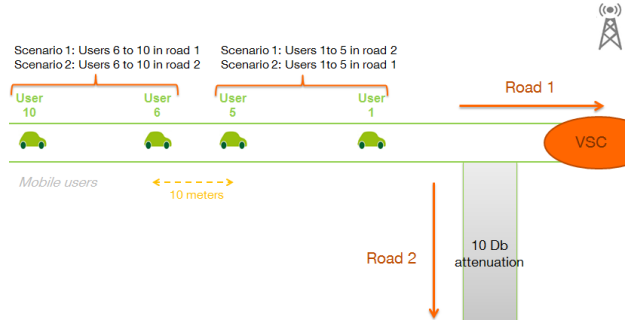 Scenario 1: Users 6 to 10 in road 1
Scenario 2: Users 6 to 10 in road 2
Scenario 1: Users 1to 5 in road 2
Scenario 2: Users 1to 5 in road 1
Road 1
User
10
User
6
User
5
User
1
VSC
Mobile users
10 meters
Road 2
10 Db
attenuation